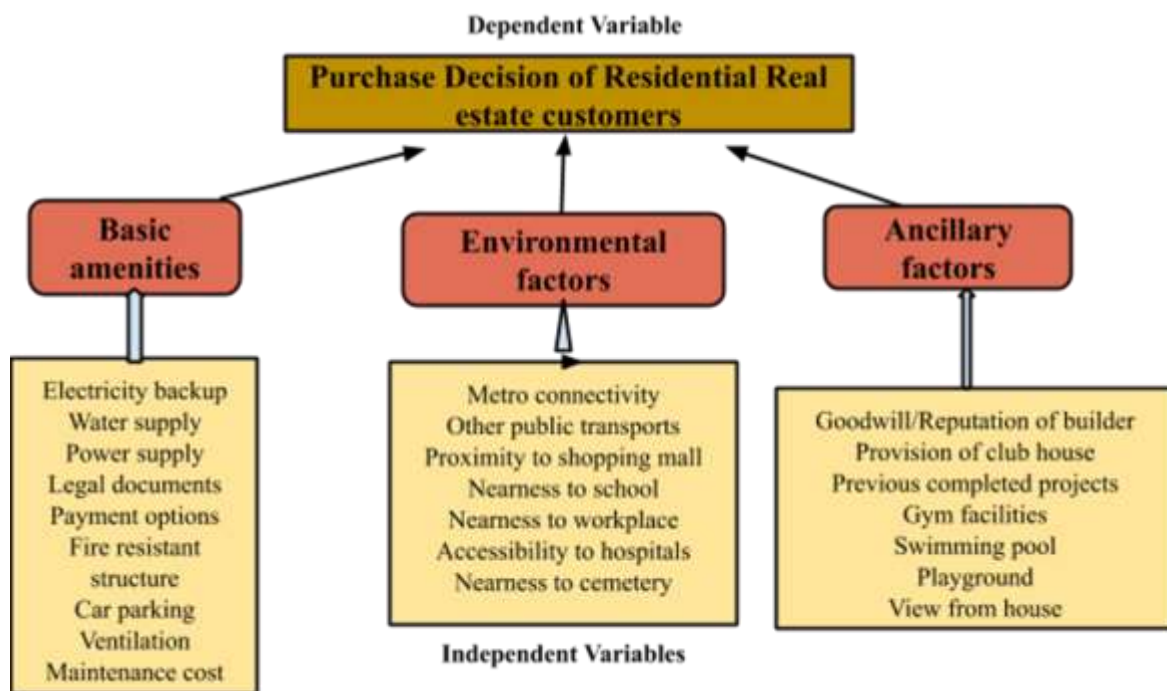 Dependent Variable
Purchase Decision of Residential Real
estate customers
Basic
amenities
Environmental
factors
Ancillary
factors
Electricity backup
Water supply
Power supply
Legal documents
Payment options
Fire resistant
structure
Car parking
Ventilation
Maintenance cost
Metro connectivity
Other public transports
Proximity to shopping mall
Nearness to school
Nearness to workplace
Accessibility to hospitals
Nearness to cemetery
Goodwill/Reputation of builder
Provision of club house
Previous completed projects
Gym facilities
Swimming pool
Playground
View from house
Independent Variables